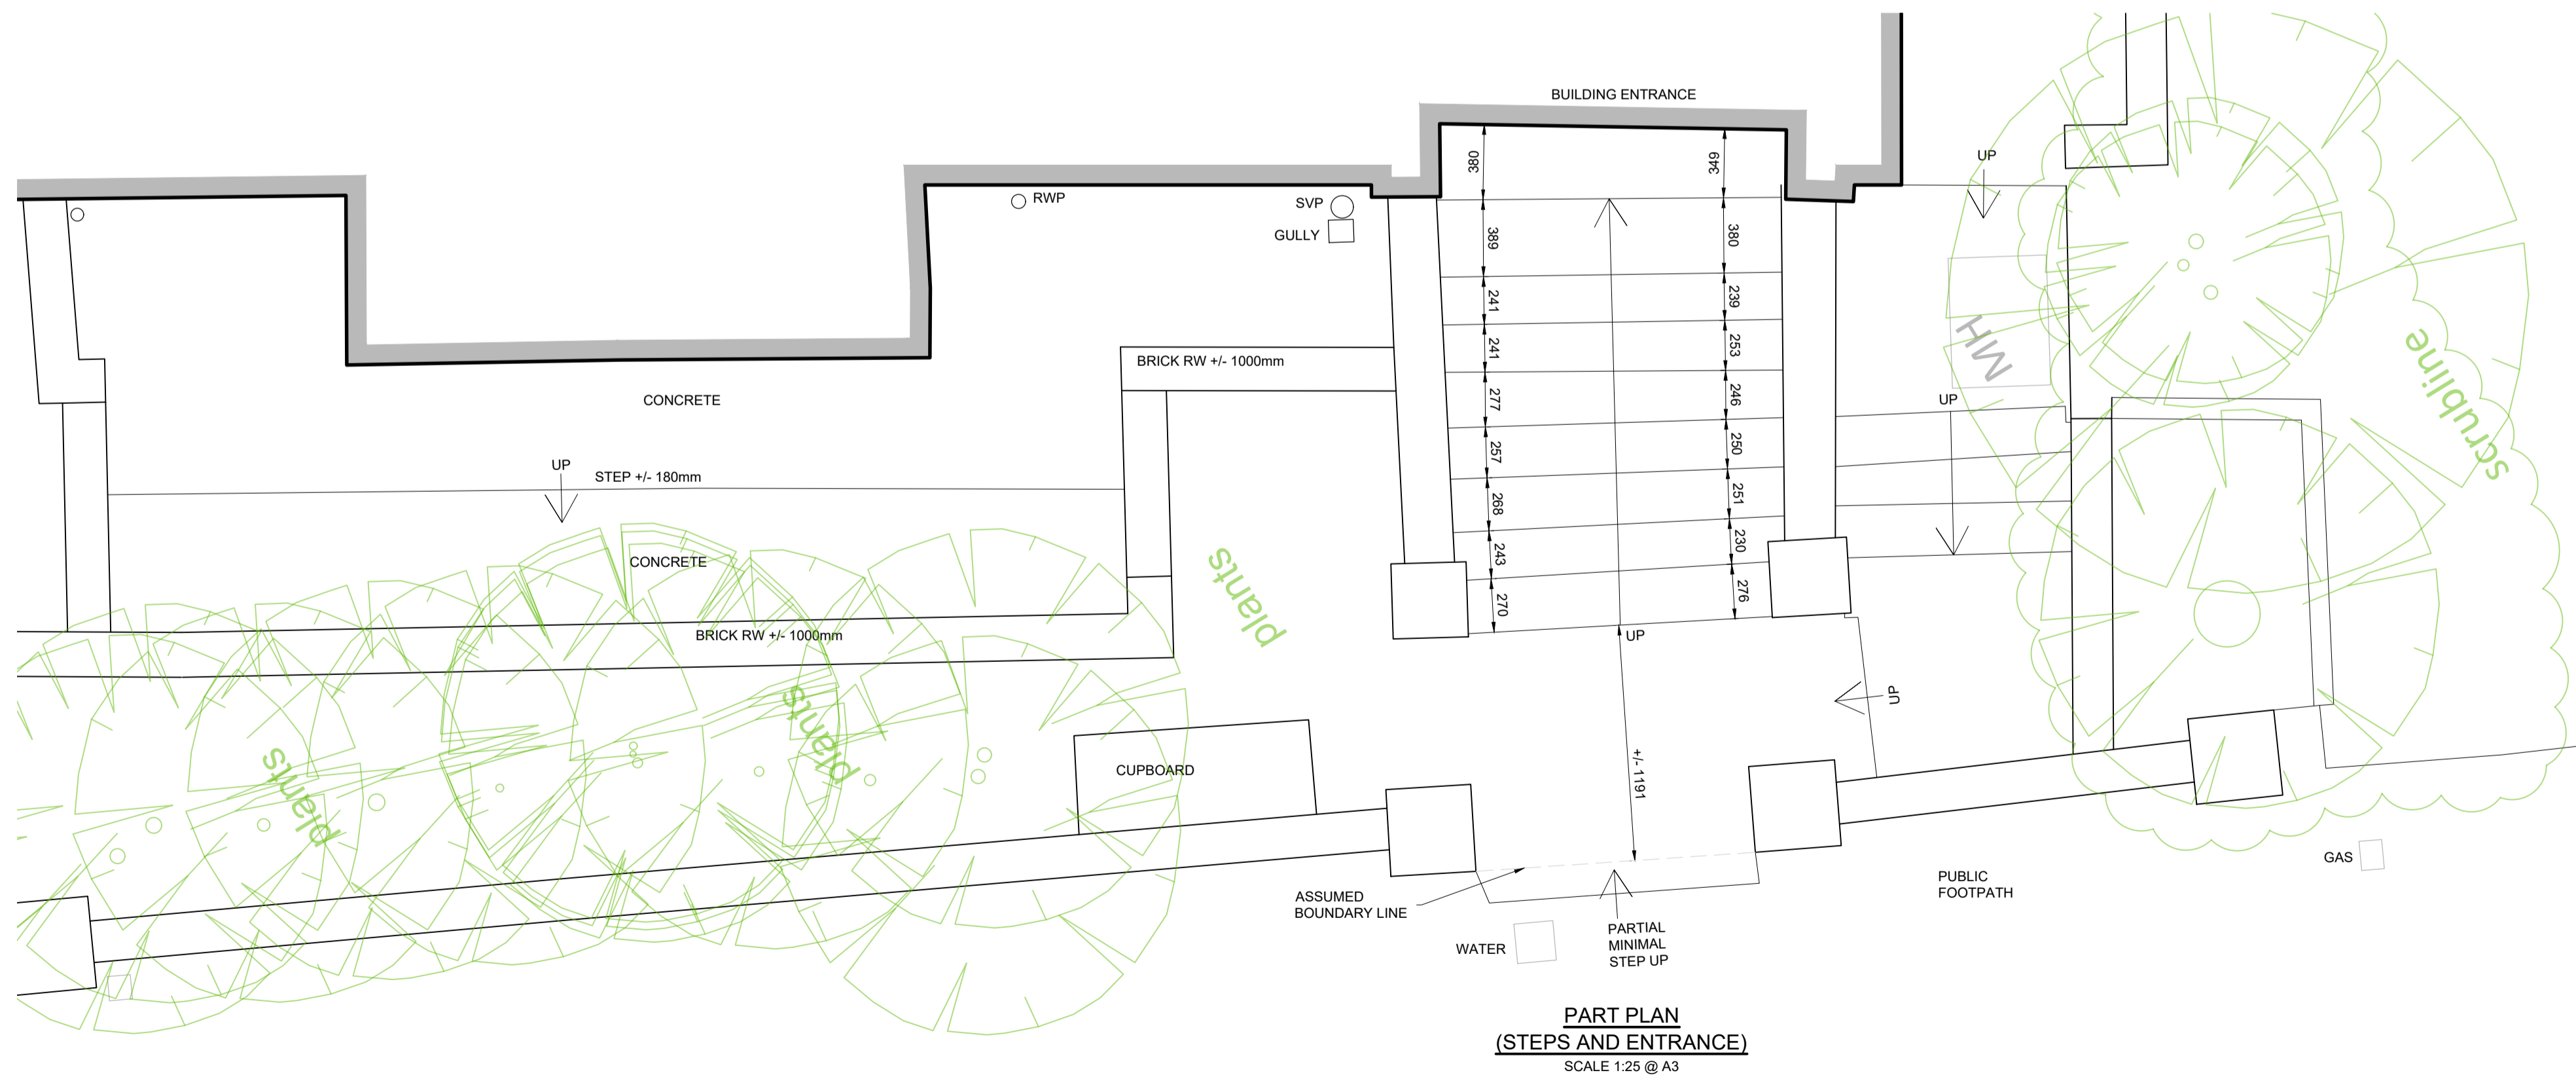 BUILDING ENTRANCE
380
349
UP
RWP
SVP
GULLY
389
380
241
239
241
253
277
246
257
250
268
251
243
230
270
276
MH
scrubline
BRICK RW +/- 1000mm
CONCRETE
UP
UP
STEP +/- 180mm
CONCRETE
plants
BRICK RW +/- 1000mm
UP
UP
plants
plants
CUPBOARD
+/- 1191
GAS
PUBLIC
FOOTPATH
ASSUMED
BOUNDARY LINE
WATER
PARTIAL
MINIMAL
STEP UP
PART PLAN
(STEPS AND ENTRANCE)
SCALE 1:25 @ A3